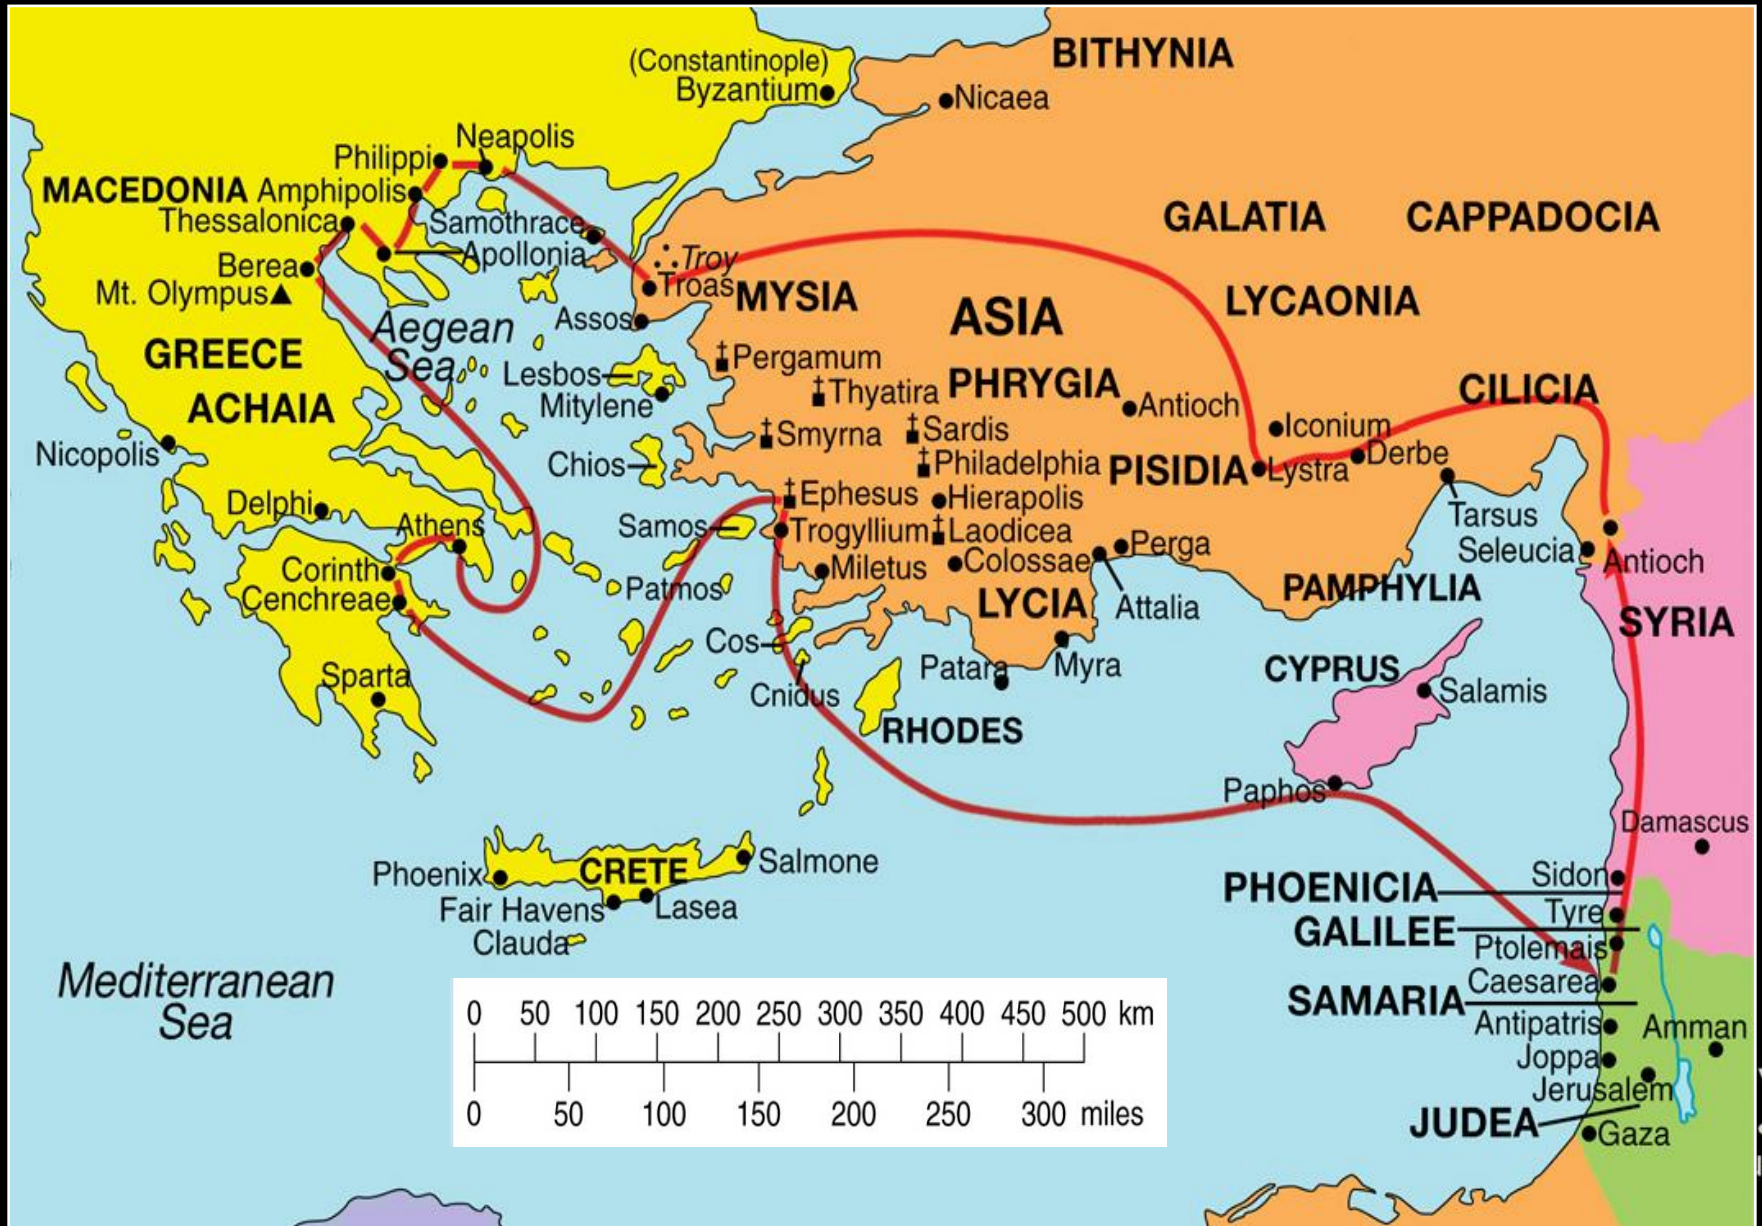 (Constantinople)
Byzantium
BITHYNIA
Nicaea
Neapolis
Philippi
MACEDONIA
Amphipolis
Thessalonica
Samothrace
Apollonia
GALATIA
CAPPADOCIA
Berea
Mt. Olympus
Troy
Troas
MYSIA
ASIA
LYCAONIA
Aegean
Sea
Assos
GREECE
ACHAIA
Pergamum
Lesbos
Mitylene
Thyatira
PHRYGIA
Antioch
CILICIA
Nicopolis
Smyrna
Sardis
Iconium
Chios
Philadelphia
PISIDIA
Lystra
Derbe
Delphi
Athens
Ephesus
Hierapolis
Samos
Trogyllium
Laodicea
Tarsus
Seleucia
Antioch
Corinth
Cenchreae
Patmos
Miletus
Colossae
Perga
LYCIA
Attalia
PAMPHYLIA
SYRIA
Cos
Sparta
Cnidus
Patara
Myra
CYPRUS
Salamis
RHODES
Paphos
Damascus
Phoenix
CRETE
Salmone
Fair Havens
Lasea
Clauda
PHOENICIA
Sidon
Tyre
GALILEE
Ptolemais
Caesarea
SAMARIA
Antipatris
Amman
Joppa
Jerusalem
JUDEA
Gaza
Mediterranean
Sea
0 50 100 150 200 250 300 350 400 450 500 km
0 50 100 150 200 250 300 miles